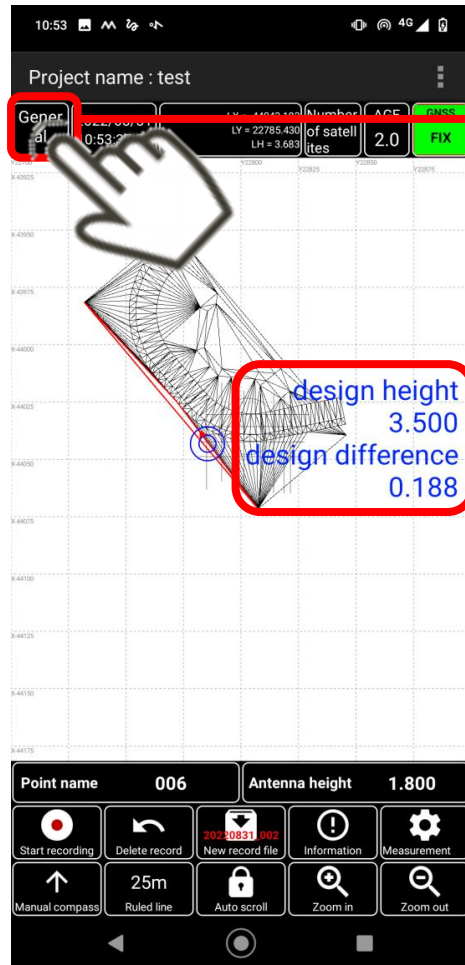 10:53
4G
Project name : test
Gener
al
LY = 22785.430
LH = 3.683
Number
of satell
ites
AGE
2.0
GNSS
FIX
Y22700
Y22800
Y22825
Y22850
Y22875
X-43925
X-43950
X-43975
X-44000
X-44025
X-44050
X-44075
X-44100
X-44125
X-44150
X-44175
design height
3.500
design difference
0.188
Point name 006 Antenna height 1.800
20220831_002
Start recording Delete record New record file Information Measurement
25m
Manual compass Ruled line Auto scroll Zoom in Zoom out